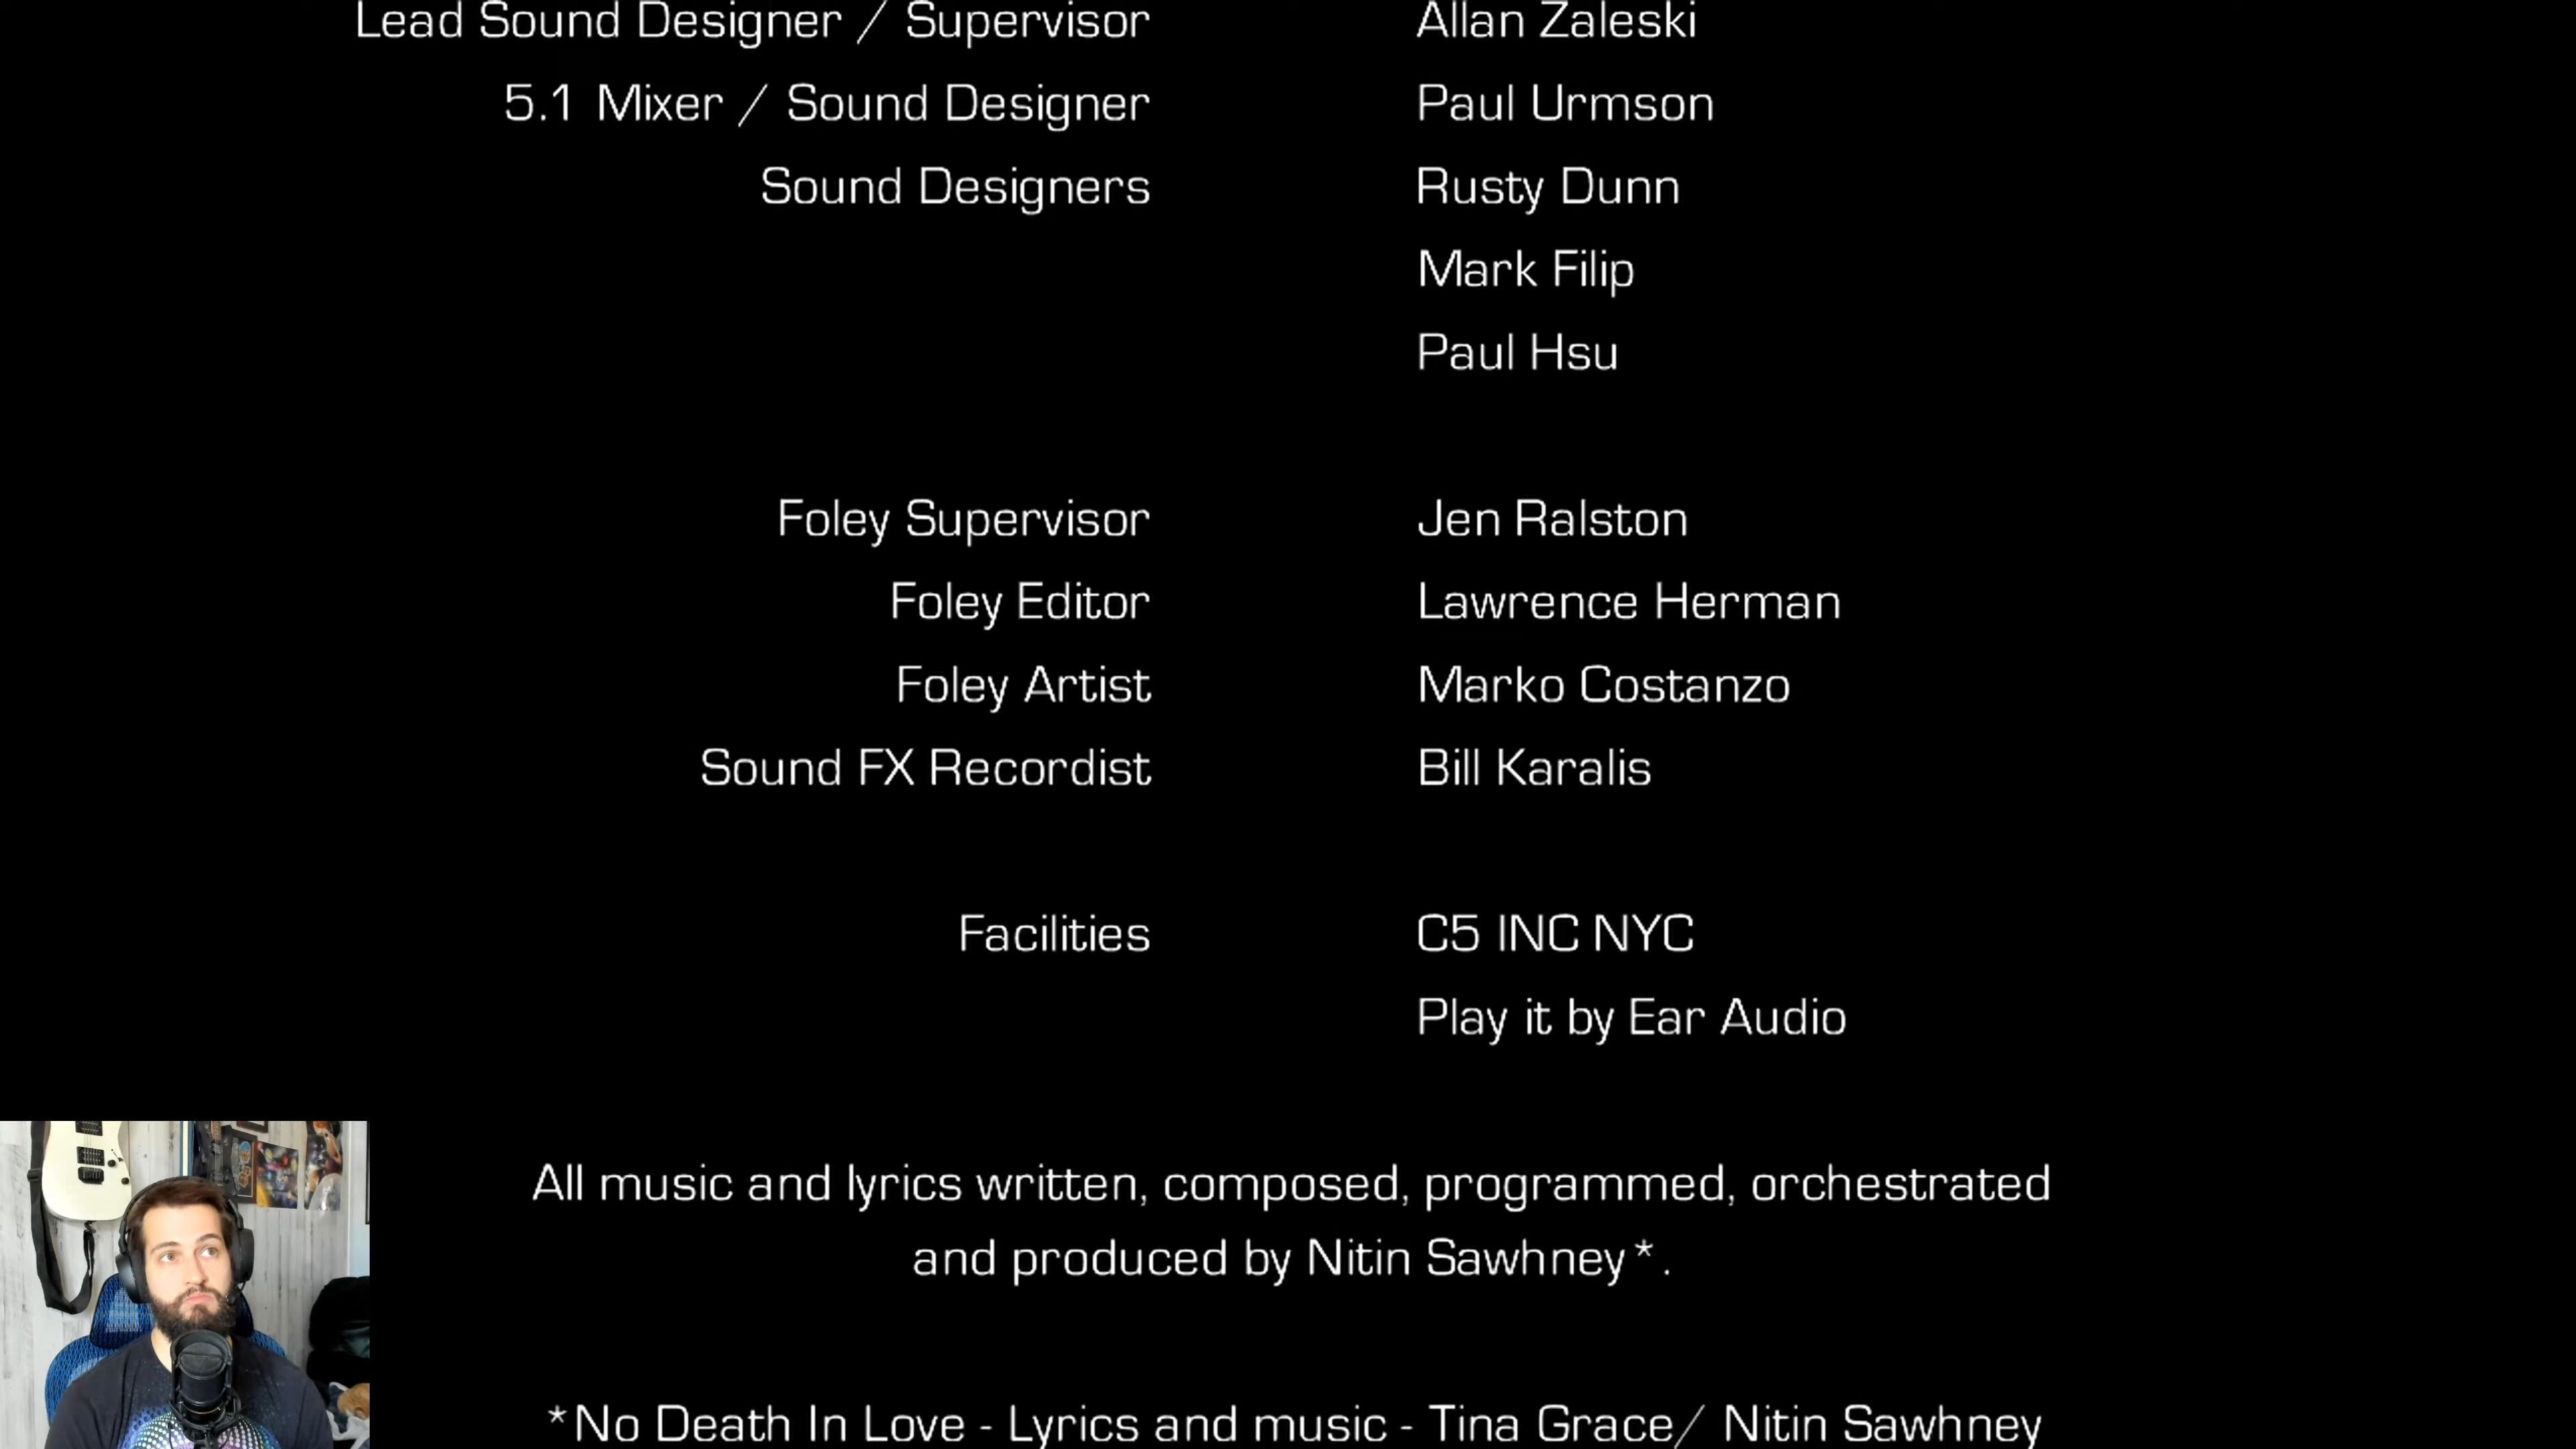 Lead Sound Designer / Supervisor Allan Zaleski
5.1 Mixer / Sound Designer Paul Urmson
Sound Designers Rusty Dunn
Mark Filip
Paul Hsu
Foley Supervisor Jen Ralston
Foley Editor Lawrence Herman
Foley Artist Marko Costanzo
Sound FX Recordist Bill Karalis
Facilities C5 INC NYC
Play it by Ear Audio
All music and lyrics written, composed, programmed, orchestrated
and produced by Nitin Sawhney*.
*No Death In Love - Lyrics and music - Tina Grace/ Nitin Sawhney